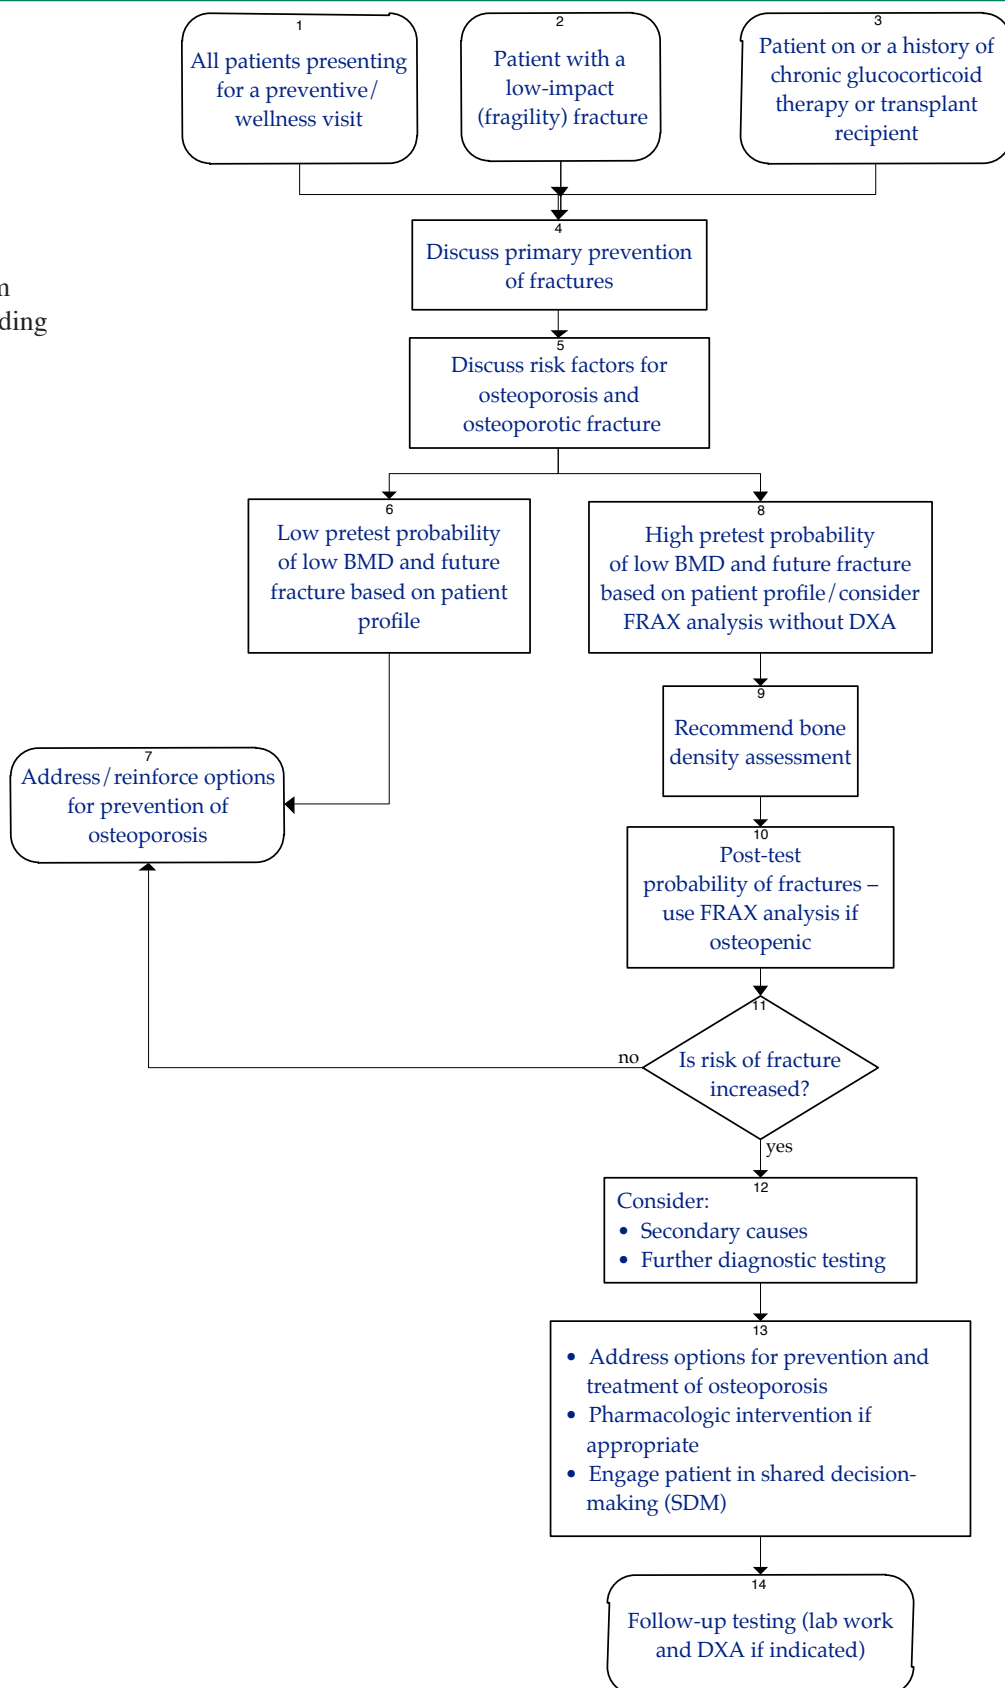 1
All patients presenting
for a preventive/
wellness visit
2
Patient with a
low-impact
(fragility) fracture
3
Patient on or a history of
chronic glucocorticoid
therapy or transplant
recipient
4
Discuss primary prevention
of fractures
5
Discuss risk factors for
osteoporosis and
osteoporotic fracture
6
Low pretest probability
of low BMD and future
fracture based on patient
profile
8
High pretest probability
of low BMD and future fracture
based on patient profile/consider
FRAX analysis without DXA
9
Recommend bone
density assessment
7
Address/reinforce options
for prevention of
osteoporosis
10
Post-test
probability of fractures –
use FRAX analysis if
osteopenic
11
Is risk of fracture
increased?
no
yes
12
Consider:
• Secondary causes
• Further diagnostic testing
13
• Address options for prevention and
treatment of osteoporosis
• Pharmacologic intervention if
appropriate
• Engage patient in shared decision-
making (SDM)
14
Follow-up testing (lab work
and DXA if indicated)